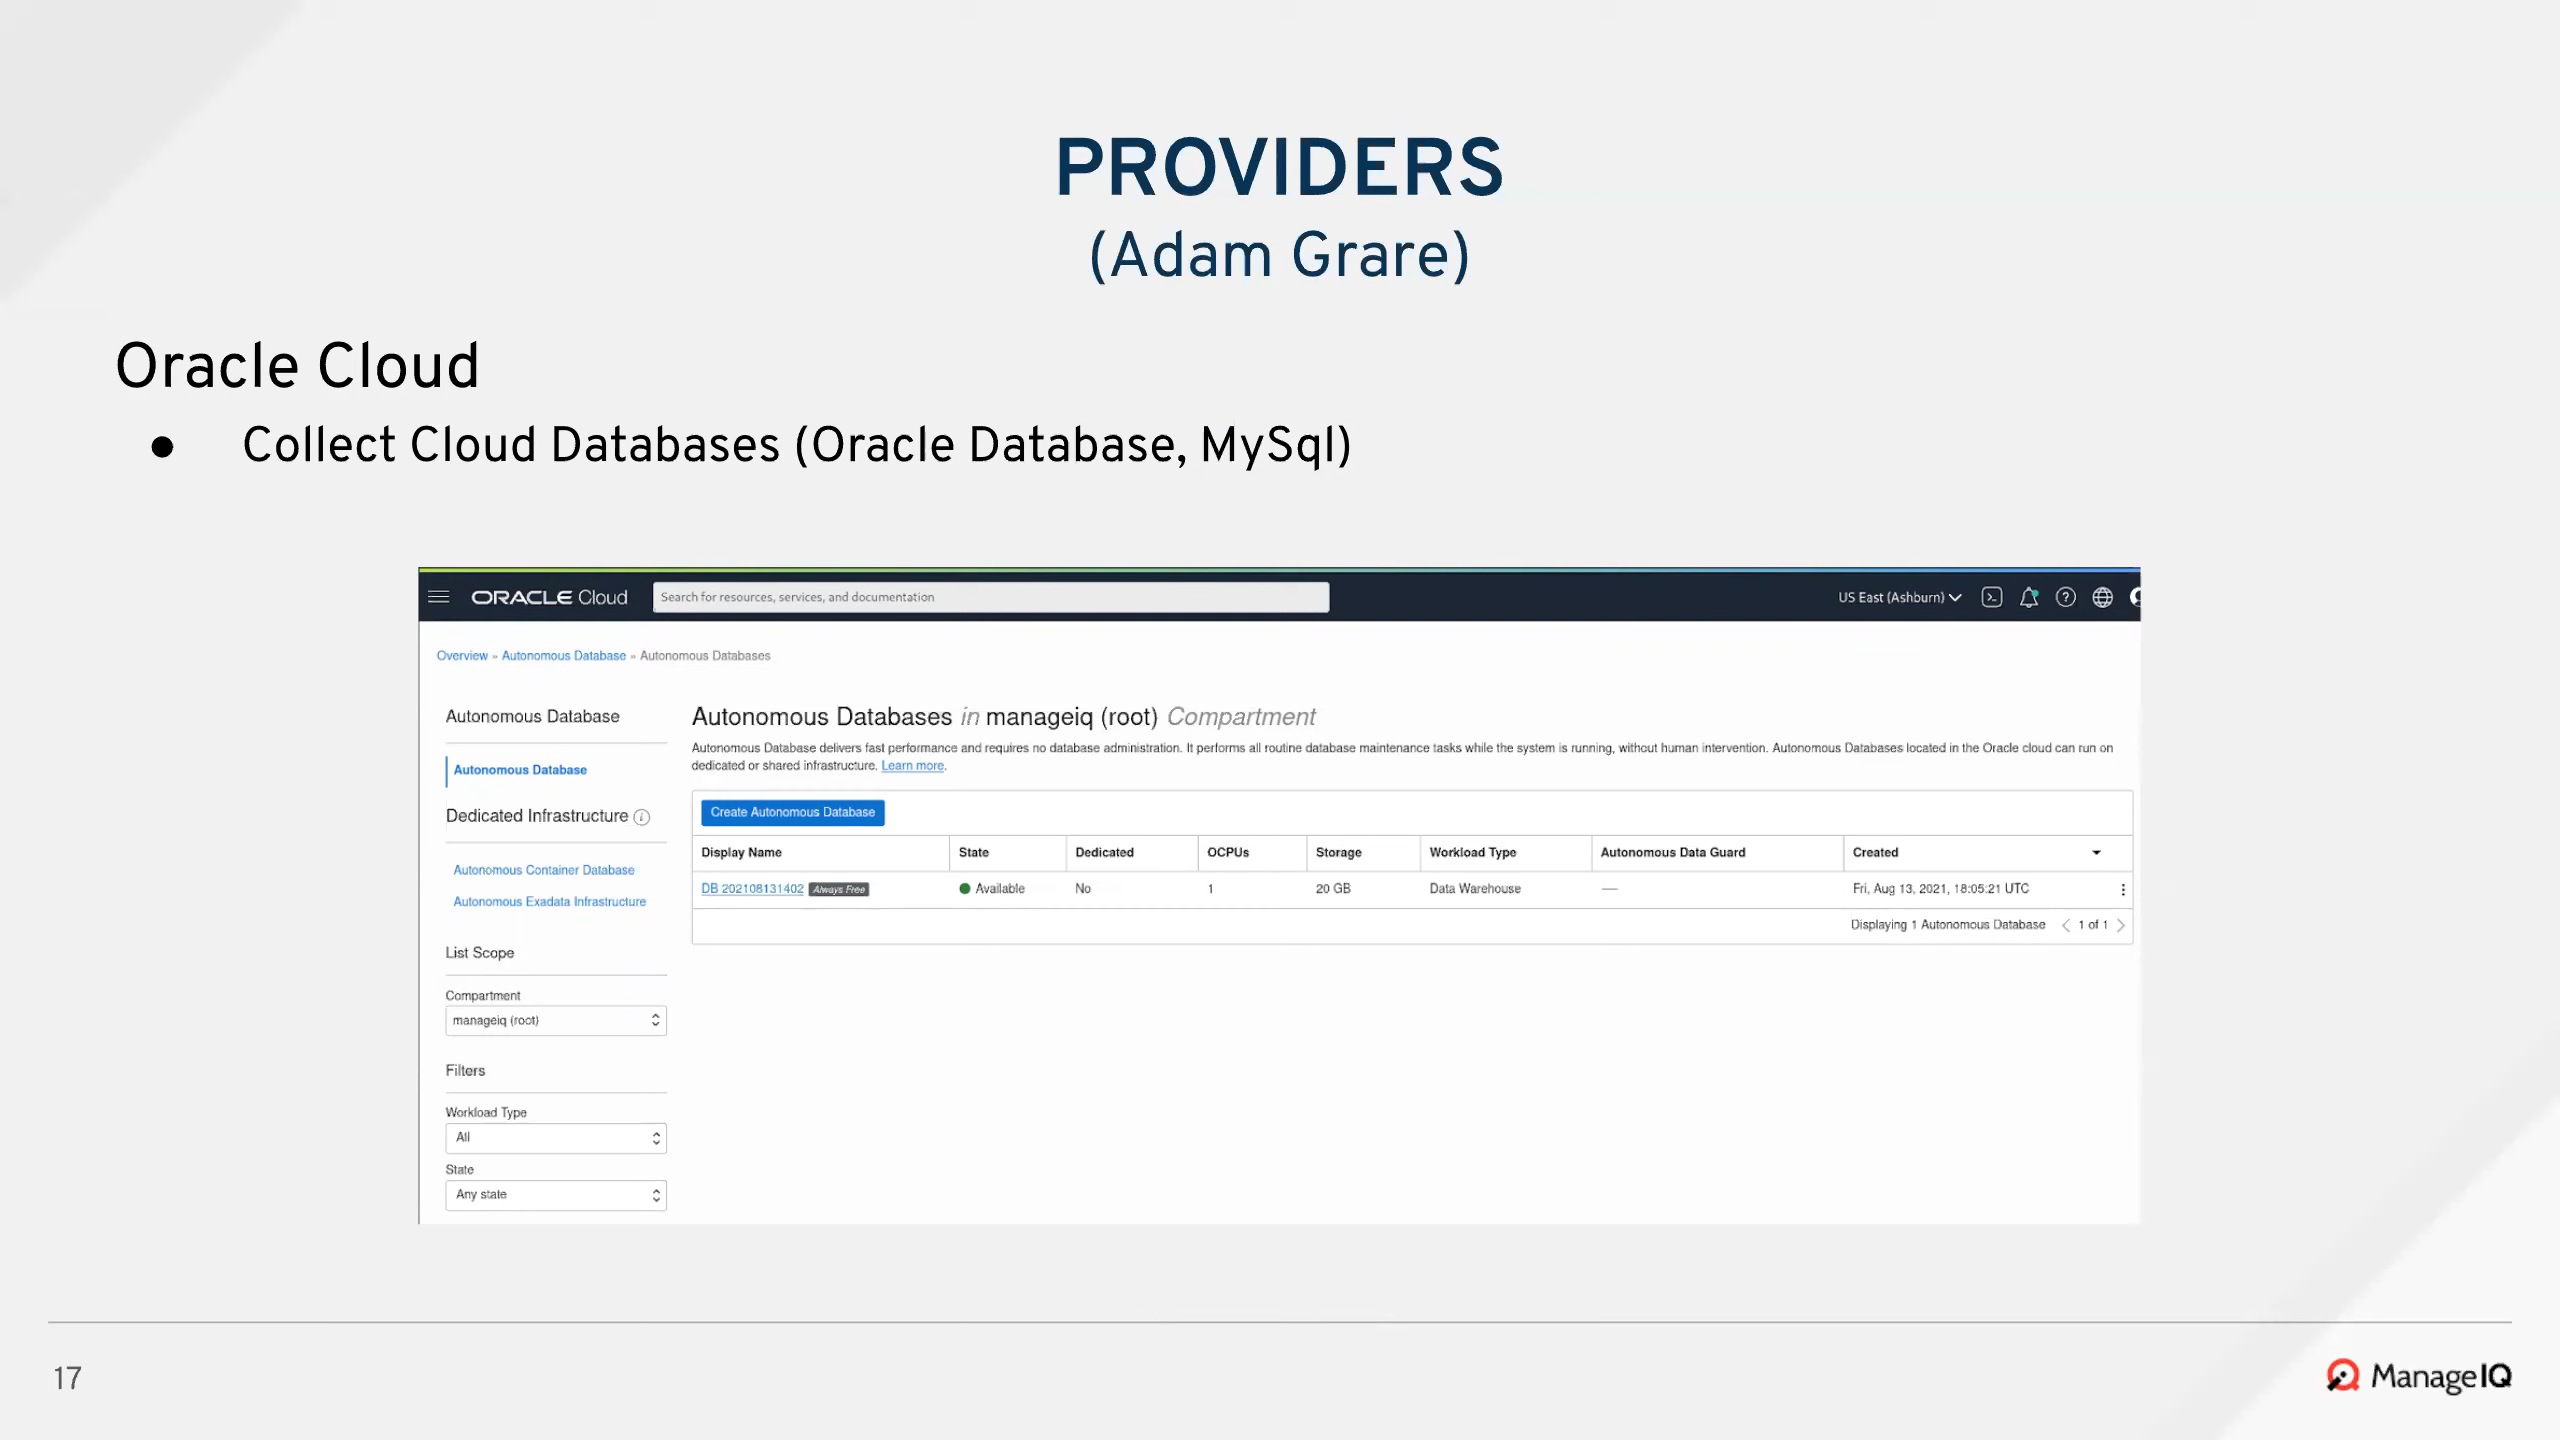 PROVIDERS
(Adam Grare)
Oracle Cloud
● Collect Cloud Databases (Oracle Database, MySql)
ORACLE Cloud
Search for resources, services, and documentation
US East (Ashburn)
Overview » Autonomous Database » Autonomous Databases
Autonomous Database
Autonomous Database
Dedicated Infrastructure
Autonomous Container Database
Autonomous Exadata Infrastructure
List Scope
Compartment
manageiq (root)
Filters
Workload Type
All
State
Any state
Autonomous Databases in manageiq (root) Compartment
Autonomous Database delivers fast performance and requires no database administration. It performs all routine database maintenance tasks while the system is running, without human intervention. Autonomous Databases located in the Oracle cloud can run on
dedicated or shared infrastructure. Learn more.
Create Autonomous Database
Display Name State Dedicated OCPUs Storage Workload Type Autonomous Data Guard Created
DB 202108131402 Always Free Available No 1 20 GB Data Warehouse — Fri, Aug 13, 2021, 18:05:21 UTC
Displaying 1 Autonomous Database < 1 of 1 >
17
ManageIQ